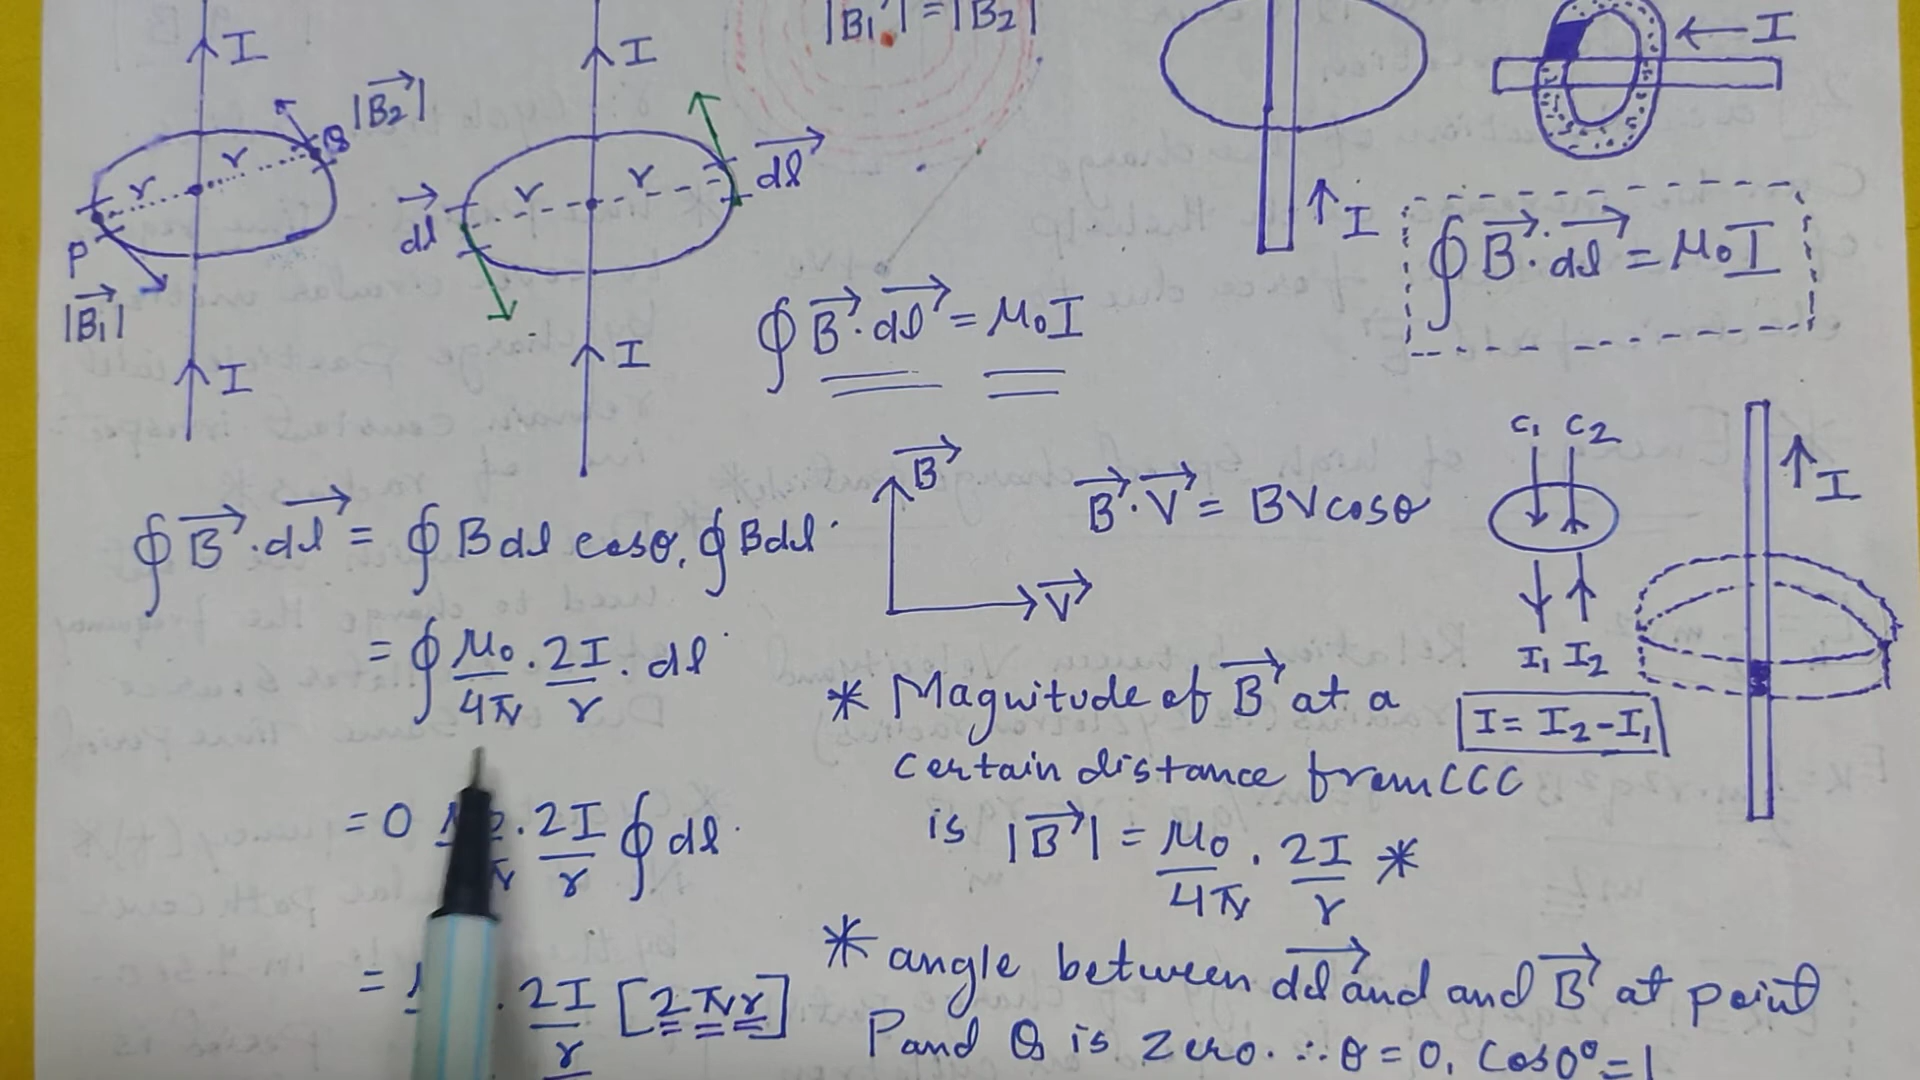 I
I
|B₁| = |B₂|
← I
|B₂|
Q
r
r
P
|B₁|
I
r
r
dl
dl
I
↑ I
∮ B . dl = μ₀I
∮ B . dl = μ₀I
∮ B . dl = ∮ B dl cosθ, ∮ B dl .
B
V
B . V = BV cosθ
C₁ C₂
I₁ I₂
I = I₂ - I₁
↑ I
= ∮ μ₀/4π . 2I/r . dl
* Magnitude of B at a
certain distance from CCC
is |B| = μ₀/4π . 2I/r *
= 0 . 2I/r ∮ dl .
= . 2I/r [2πr]
* angle between dl and and B at point
P and Q is zero. ∴ θ = 0, Cos0° = 1